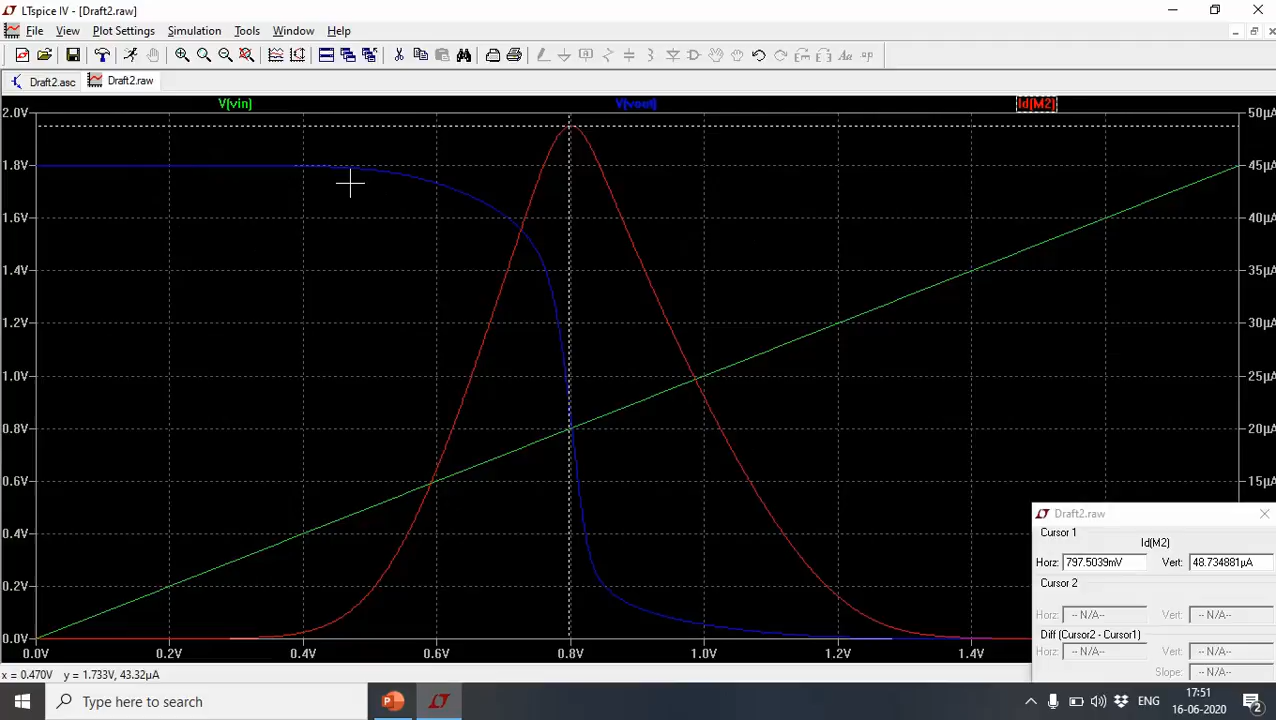 LTspice IV - [Draft2.raw]
File View Plot Settings Simulation Tools Window Help
Draft2.asc Draft2.raw
V(vin) V(vout) Id(M2)
2.0V 50µA
1.8V 45µA
1.6V 40µA
1.4V 35µA
1.2V 30µA
1.0V 25µA
0.8V 20µA
0.6V 15µA
0.4V
0.2V
0.0V
0.0V 0.2V 0.4V 0.6V 0.8V 1.0V 1.2V 1.4V
Draft2.raw
Cursor 1
Id(M2)
Horz: 797.5039mV Vert: 48.734881µA
Cursor 2
Horz: -- N/A-- Vert: -- N/A--
Diff (Cursor2 - Cursor1)
Horz: -- N/A-- Vert: -- N/A--
Slope: -- N/A--
x = 0.470V y = 1.733V, 43.32µA
Type here to search
ENG
17:51
16-06-2020
2